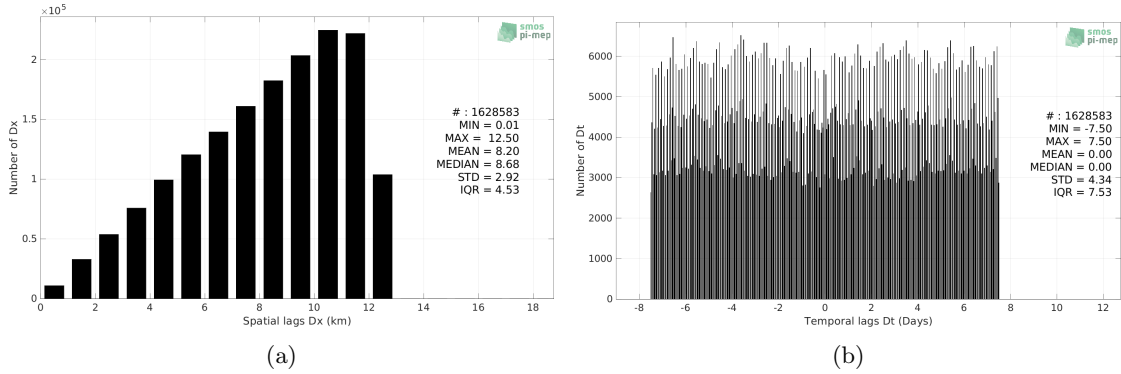 ×10⁵
smos
pi-mep
2
1.5
1
0.5
0
Number of Dx
# : 1628583
MIN = 0.01
MAX = 12.50
MEAN = 8.20
MEDIAN = 8.68
STD = 2.92
IQR = 4.53
0 2 4 6 8 10 12 14 16 18
Spatial lags Dx (km)
(a)
smos
pi-mep
6000
5000
4000
3000
2000
1000
0
Number of Dt
# : 1628583
MIN = -7.50
MAX = 7.50
MEAN = 0.00
MEDIAN = 0.00
STD = 4.34
IQR = 7.53
-8 -6 -4 -2 0 2 4 6 8 10 12
Temporal lags Dt (Days)
(b)